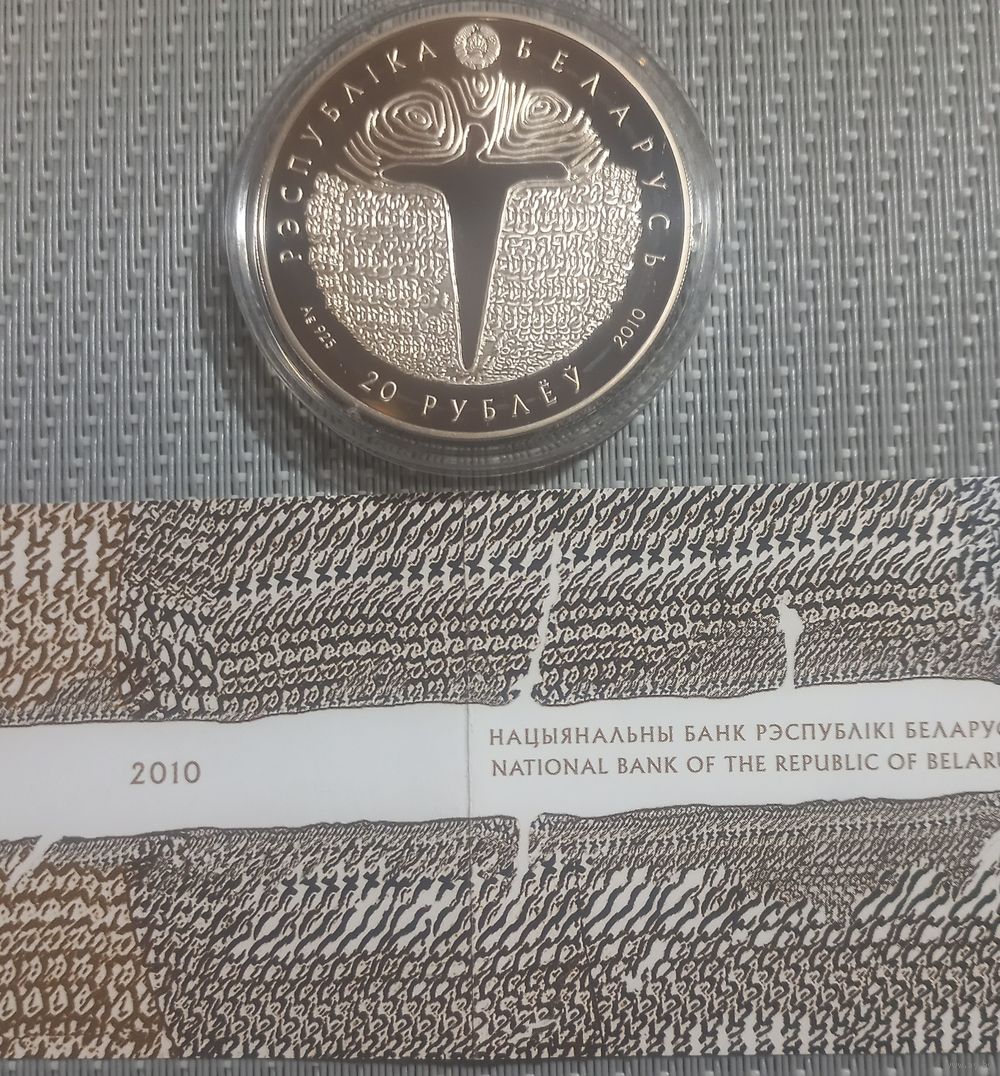 РЭСПУБЛІКА БЕЛАРУСЬ
Ag 925
2010
20 РУБЛЁЎ
2010
НАЦЫЯНАЛЬНЫ БАНК РЭСПУБЛІКІ БЕЛАРУС
NATIONAL BANK OF THE REPUBLIC OF BELARU